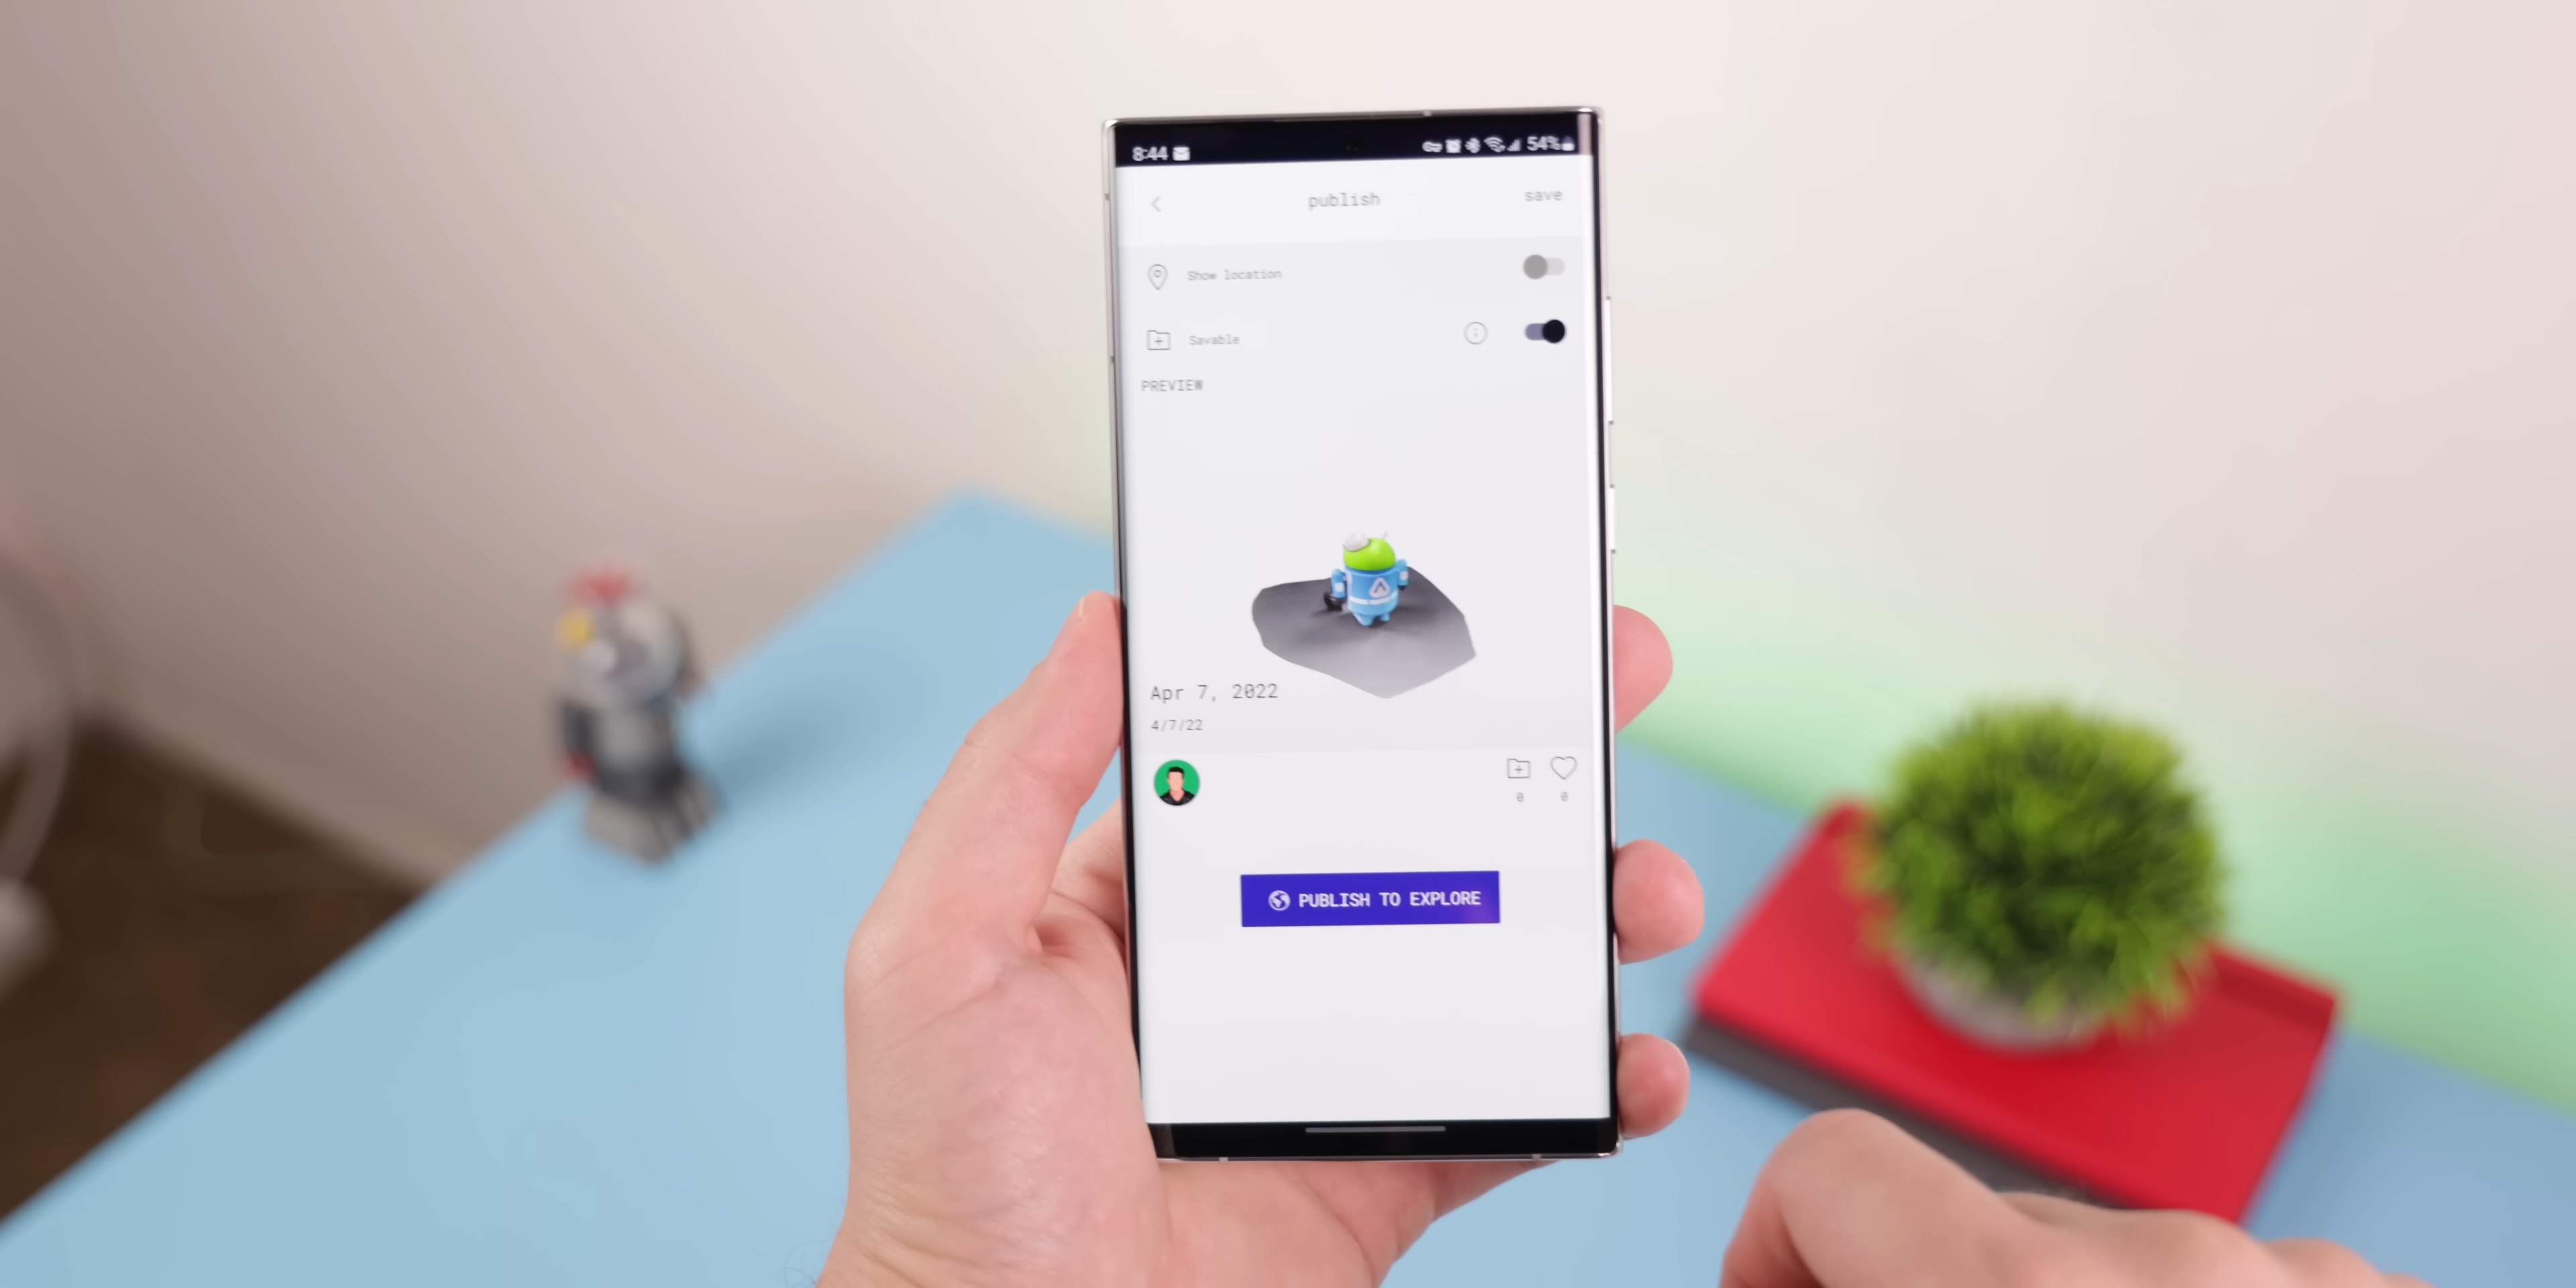 8:44 54%
publish save
Show location
Savable
PREVIEW
Apr 7, 2022
4/7/22
0 0
PUBLISH TO EXPLORE